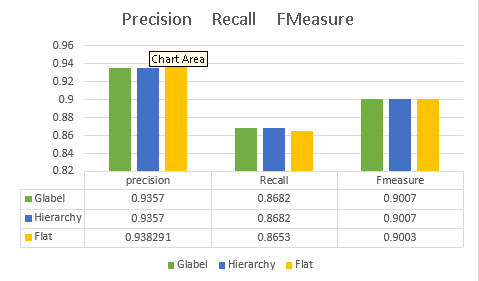 Precision Recall FMeasure
0.96
0.94
Chart Area
0.92
0.9
0.88
0.86
0.84
0.82
precision Recall Fmeasure
Glabel 0.9357 0.8682 0.9007
Hierarchy 0.9357 0.8682 0.9007
Flat 0.938291 0.8653 0.9003
Glabel Hierarchy Flat